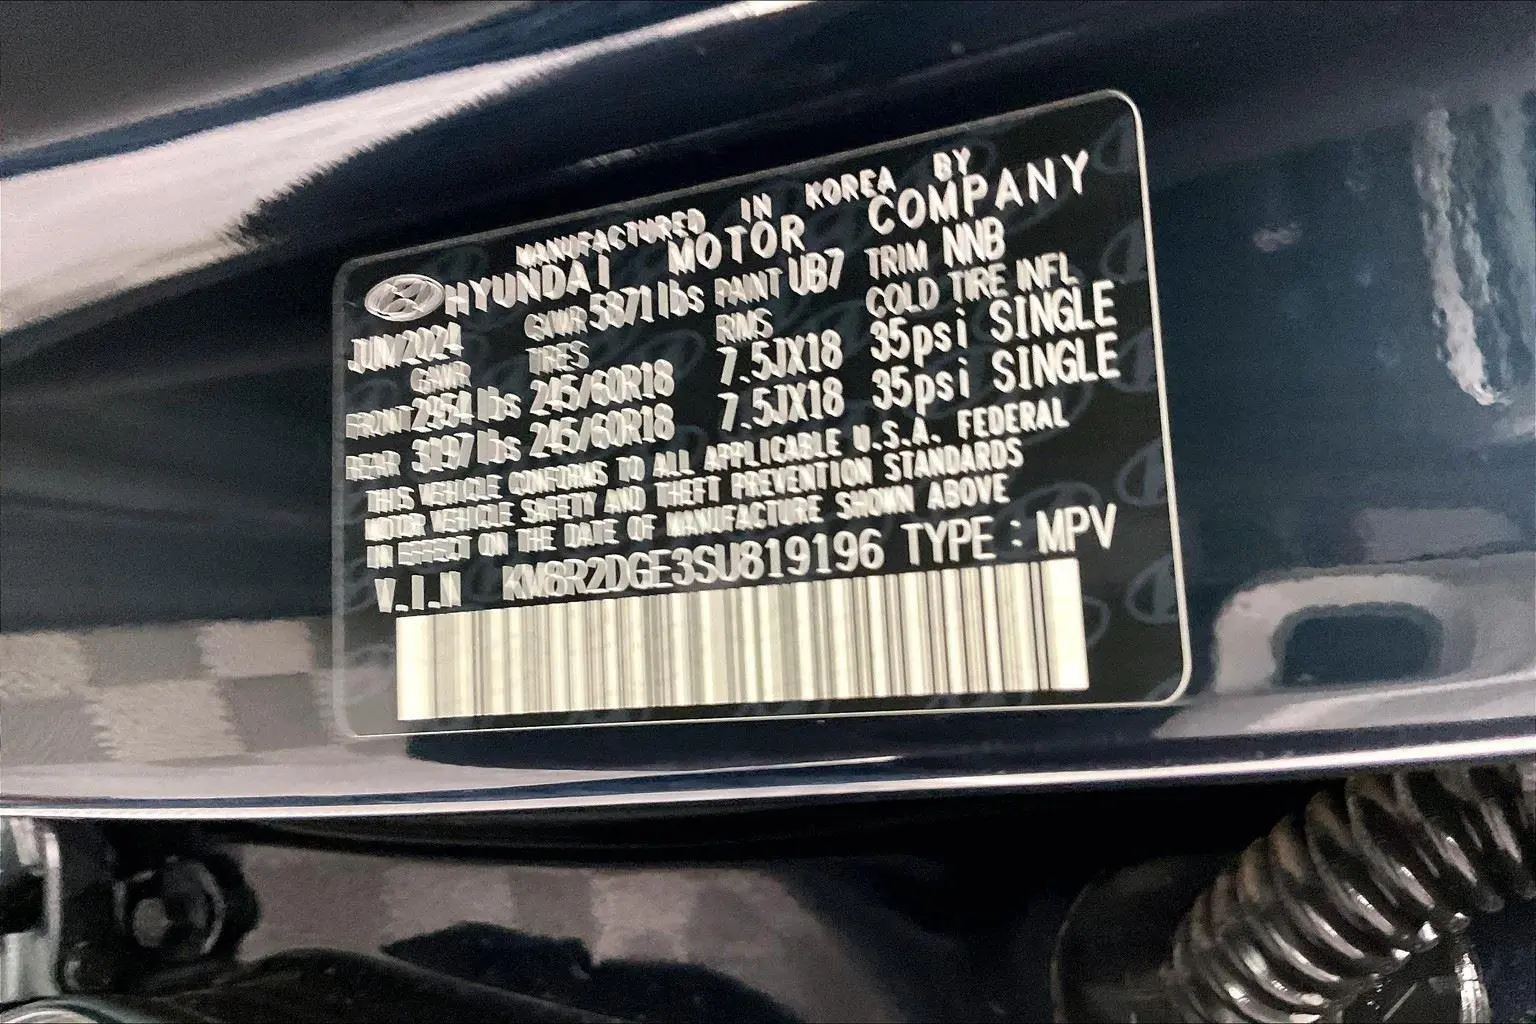 MANUFACTURED IN KOREA BY
HYUNDAI MOTOR COMPANY
JUN/2024 GVWR 5871lbs PAINT UB7 TRIM NNB
GAWR TIRES RIMS COLD TIRE INFL
FRONT 2954 lbs 245/60R18 7.5JX18 35psi SINGLE
REAR 3197 lbs 245/60R18 7.5JX18 35psi SINGLE
THIS VEHICLE CONFORMS TO ALL APPLICABLE U.S.A. FEDERAL
MOTOR VEHICLE SAFETY AND THEFT PREVENTION STANDARDS
IN EFFECT ON THE DATE OF MANUFACTURE SHOWN ABOVE
V.I.N KM8R2DGE3SU819196 TYPE : MPV